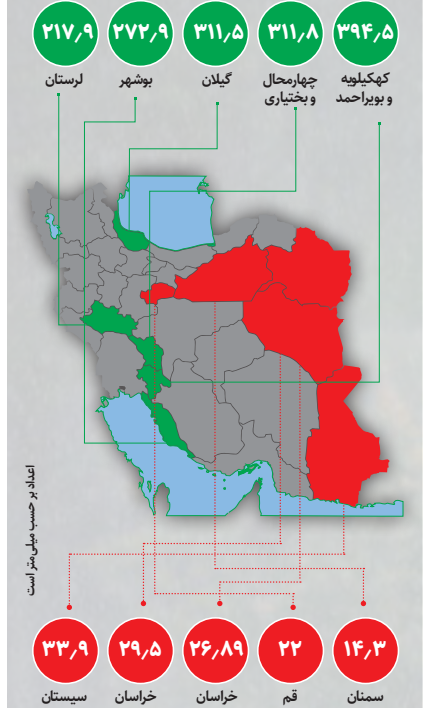 ۳۹۴٫۵
۳۱۱٫۸
۳۱۱٫۵
۲۷۲٫۹
۲۱۷٫۹
کهکیلویه
و بویراحمد
چهارمحال
و بختیاری
گیلان
بوشهر
لرستان
اعداد بر حسب میلی‌متر است
۱۴٫۳
۲۲
۲۶٫۸۹
۲۹٫۵
۳۳٫۹
سمنان
قم
خراسان
خراسان
سیستان